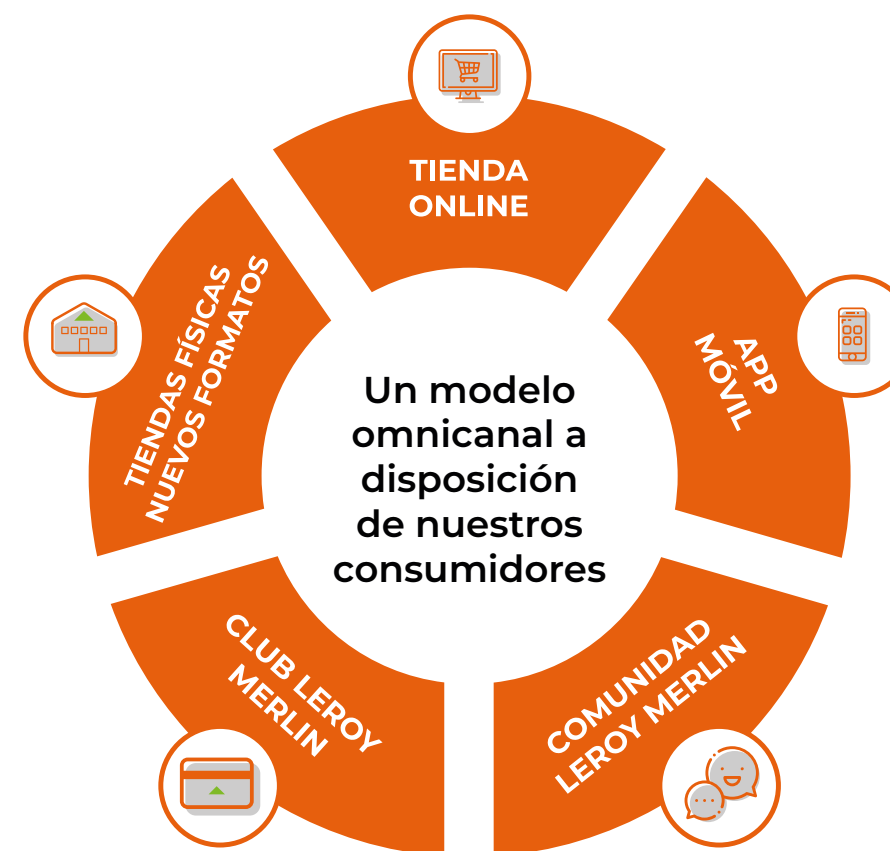 TIENDA
ONLINE
APP
MÓVIL
COMUNIDAD
LEROY MERLIN
CLUB LEROY
MERLIN
TIENDAS FÍSICAS
NUEVOS FORMATOS
Un modelo
omnicanal a
disposición
de nuestros
consumidores